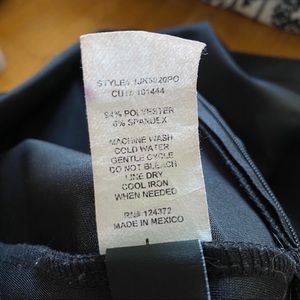 STYLE# 1JK5020PO
CUT# 101444
94% POLYESTER
6% SPANDEX
MACHINE WASH
COLD WATER
GENTLE CYCLE
DO NOT BLEACH
LINE DRY
COOL IRON
WHEN NEEDED
RN# 124372
MADE IN MEXICO